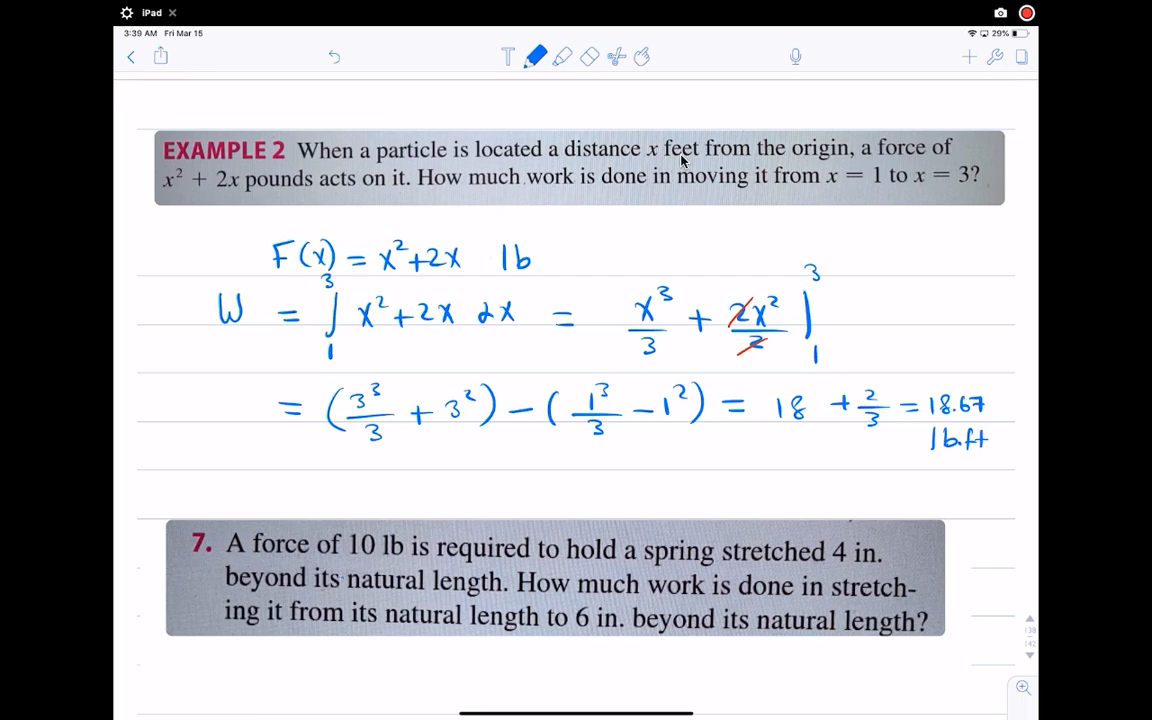 iPad
3:39 AM Fri Mar 15
29%
T
EXAMPLE 2 When a particle is located a distance x feet from the origin, a force of
x² + 2x pounds acts on it. How much work is done in moving it from x = 1 to x = 3?
F(x) = x²+2x lb
W = ∫₁³ x²+2x dx = x³/3 + 2x²/2 |₁³
= (3³/3 + 3²) − (1³/3 − 1²) = 18 + 2/3 = 18.67
lb.ft
7. A force of 10 lb is required to hold a spring stretched 4 in.
beyond its natural length. How much work is done in stretch-
ing it from its natural length to 6 in. beyond its natural length?
138
142